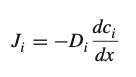 J_i = −D_i dc_i/dx